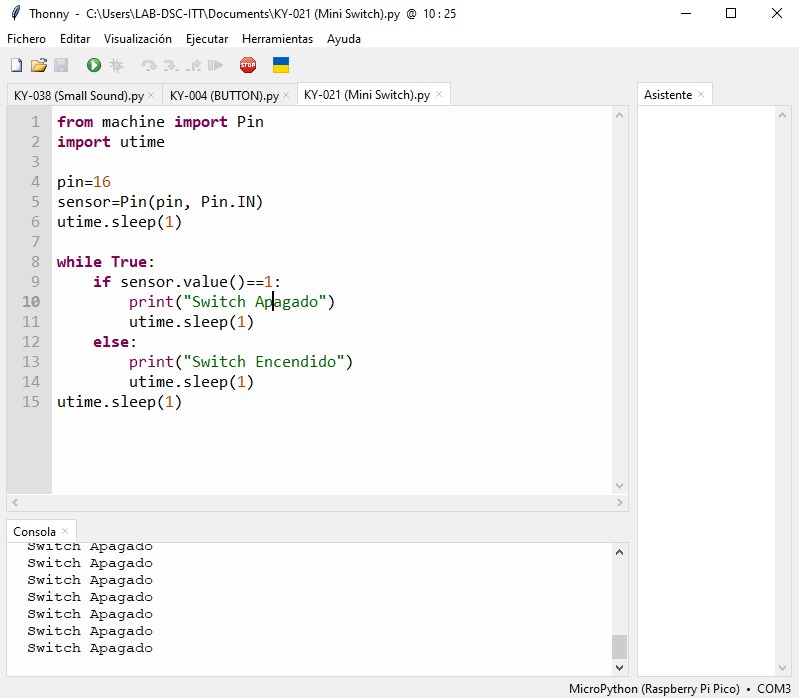 Thonny - C:\Users\LAB-DSC-ITT\Documents\KY-021 (Mini Switch).py @ 10 : 25
Fichero Editar Visualización Ejecutar Herramientas Ayuda
STOP
KY-038 (Small Sound).py × KY-004 (BUTTON).py × KY-021 (Mini Switch).py ×
1 from machine import Pin
2 import utime
3
4 pin=16
5 sensor=Pin(pin, Pin.IN)
6 utime.sleep(1)
7
8 while True:
9     if sensor.value()==1:
10         print("Switch Apagado")
11         utime.sleep(1)
12     else:
13         print("Switch Encendido")
14         utime.sleep(1)
15 utime.sleep(1)
Asistente ×
Consola ×
Switch Apagado
Switch Apagado
Switch Apagado
Switch Apagado
Switch Apagado
Switch Apagado
Switch Apagado
MicroPython (Raspberry Pi Pico) • COM3